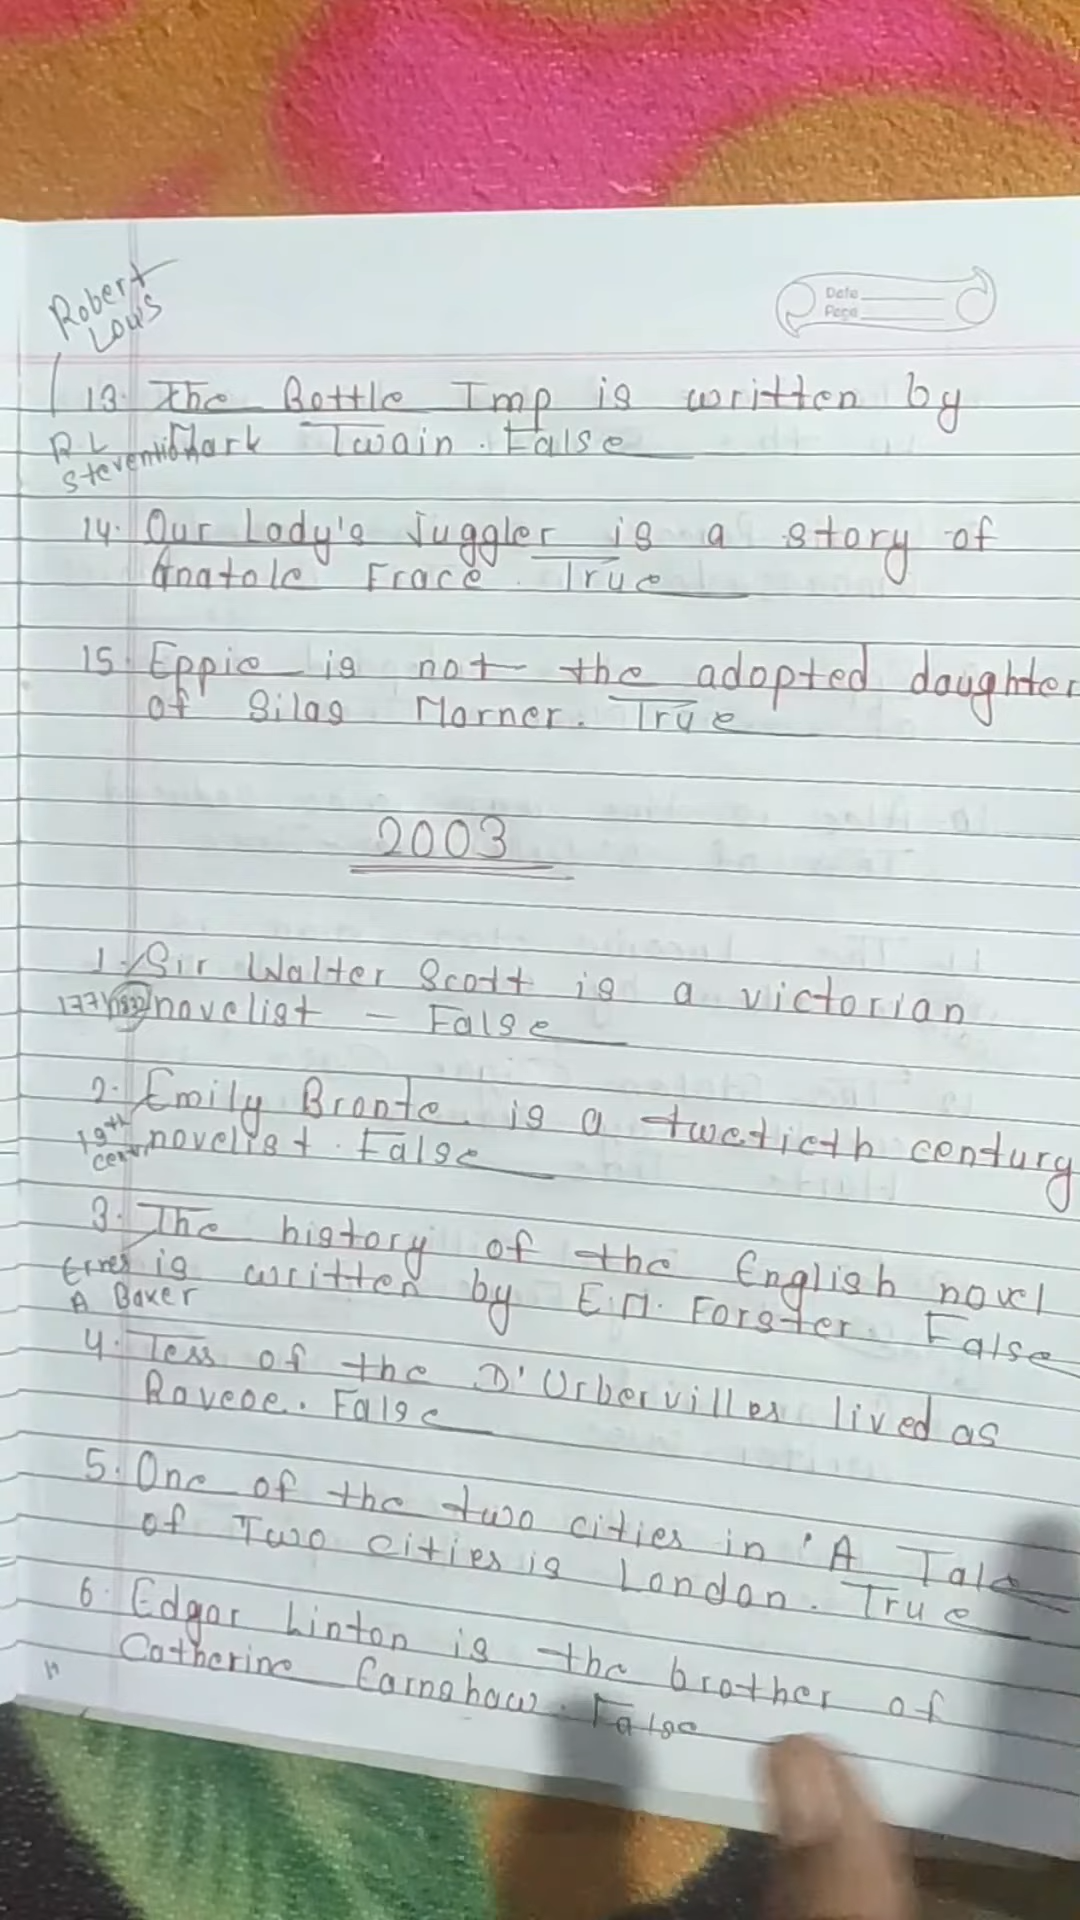 Robert
Louis
Date
Page
13. The Bottle Imp is written by
R.L
Steventi Mark Twain. False
14. Our Lody's Juggler is a story of
Anatole Frace. True
15. Eppie is not the adopted daughter
of Silas Marner. True
2003
1. Sir Walter Scott is a victorian
novelist - False
2. Emily Bronte is a twetieth century
19th
cent novelist. False
3. The history of the English novel
is written by E.M. Forster. False
A Baker
4. Tess of the D'Urbervilles lived as
False
5. One of the two cities in 'A Tale
of Two cities is London. True
6. Edgar Linton is the brother of
Catherine Earnshaw. False